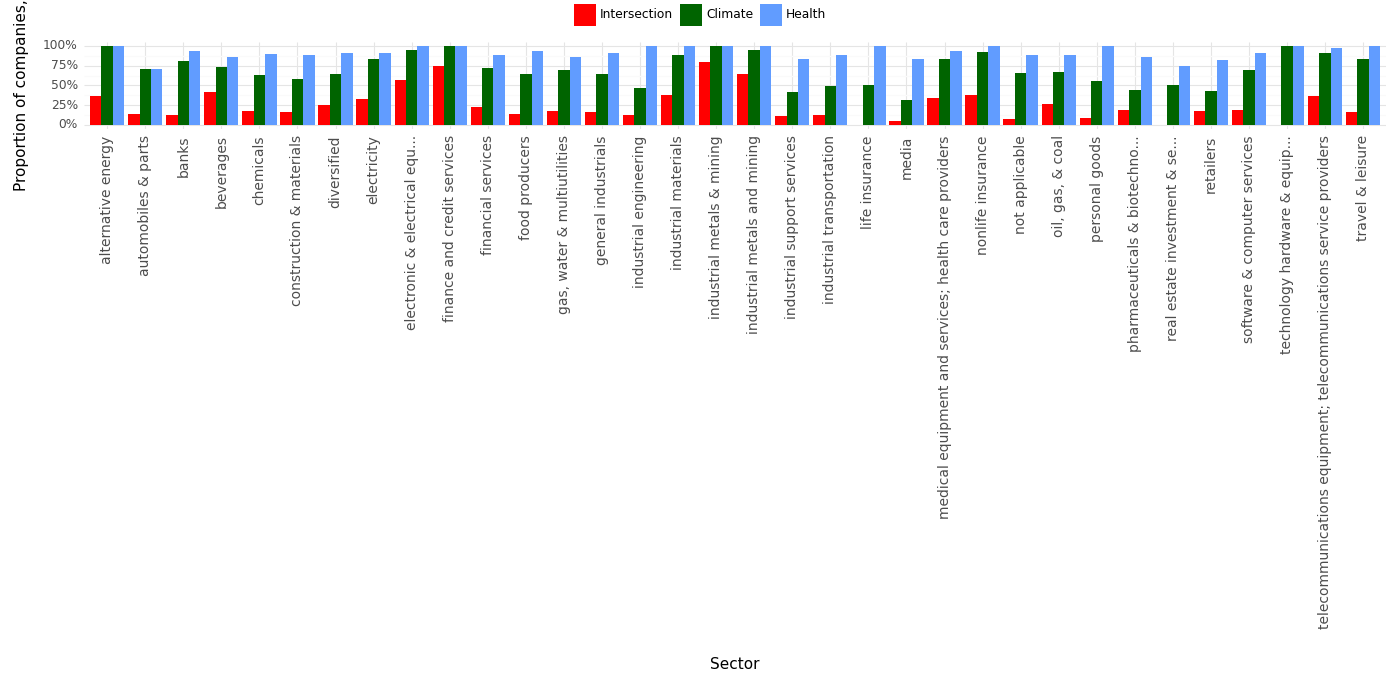 Intersection Climate Health
Proportion of companies,
100%
75%
50%
25%
0%
alternative energy
automobiles & parts
banks
beverages
chemicals
construction & materials
diversified
electricity
electronic & electrical equ...
finance and credit services
financial services
food producers
gas, water & multiutilities
general industrials
industrial engineering
industrial materials
industrial metals & mining
industrial metals and mining
industrial support services
industrial transportation
life insurance
media
medical equipment and services; health care providers
nonlife insurance
not applicable
oil, gas, & coal
personal goods
pharmaceuticals & biotechno...
real estate investment & se...
retailers
software & computer services
technology hardware & equip...
telecommunications equipment; telecommunications service providers
travel & leisure
Sector